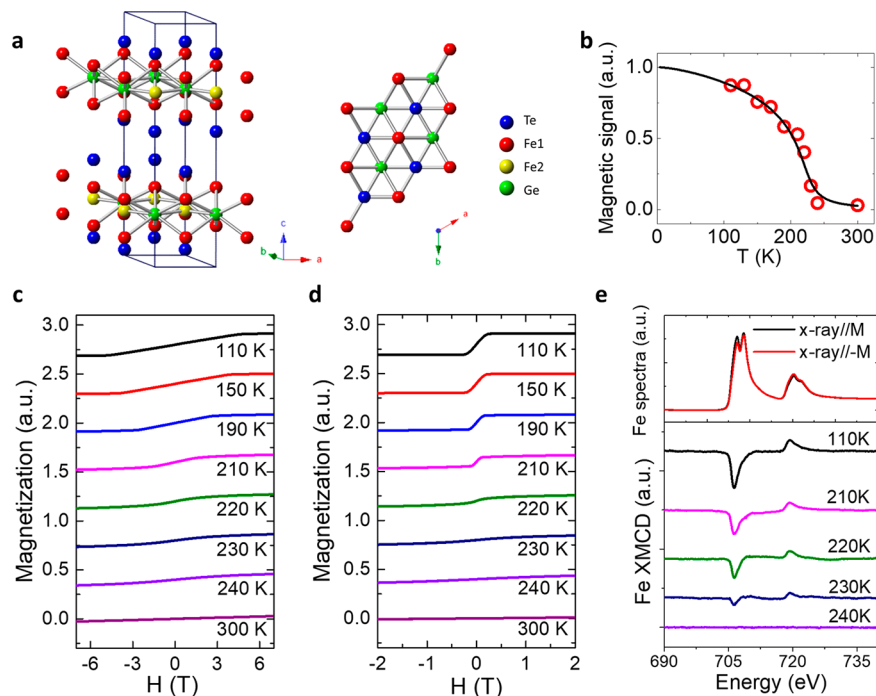 a
Te
Fe1
Fe2
Ge
c
b
a
a
b
b
Magnetic signal (a.u.)
1.0
0.5
0.0
0
100
200
300
T (K)
c
Magnetization (a.u.)
3.0
2.5
2.0
1.5
1.0
0.5
0.0
110 K
150 K
190 K
210 K
220 K
230 K
240 K
300 K
-6
-3
0
3
6
H (T)
d
Magnetization (a.u.)
3.0
2.5
2.0
1.5
1.0
0.5
0.0
110 K
150 K
190 K
210 K
220 K
230 K
240 K
300 K
-2
-1
0
1
2
H (T)
e
Fe spectra (a.u.)
x-ray//M
x-ray//-M
Fe XMCD (a.u.)
110K
210K
220K
230K
240K
690
705
720
735
Energy (eV)